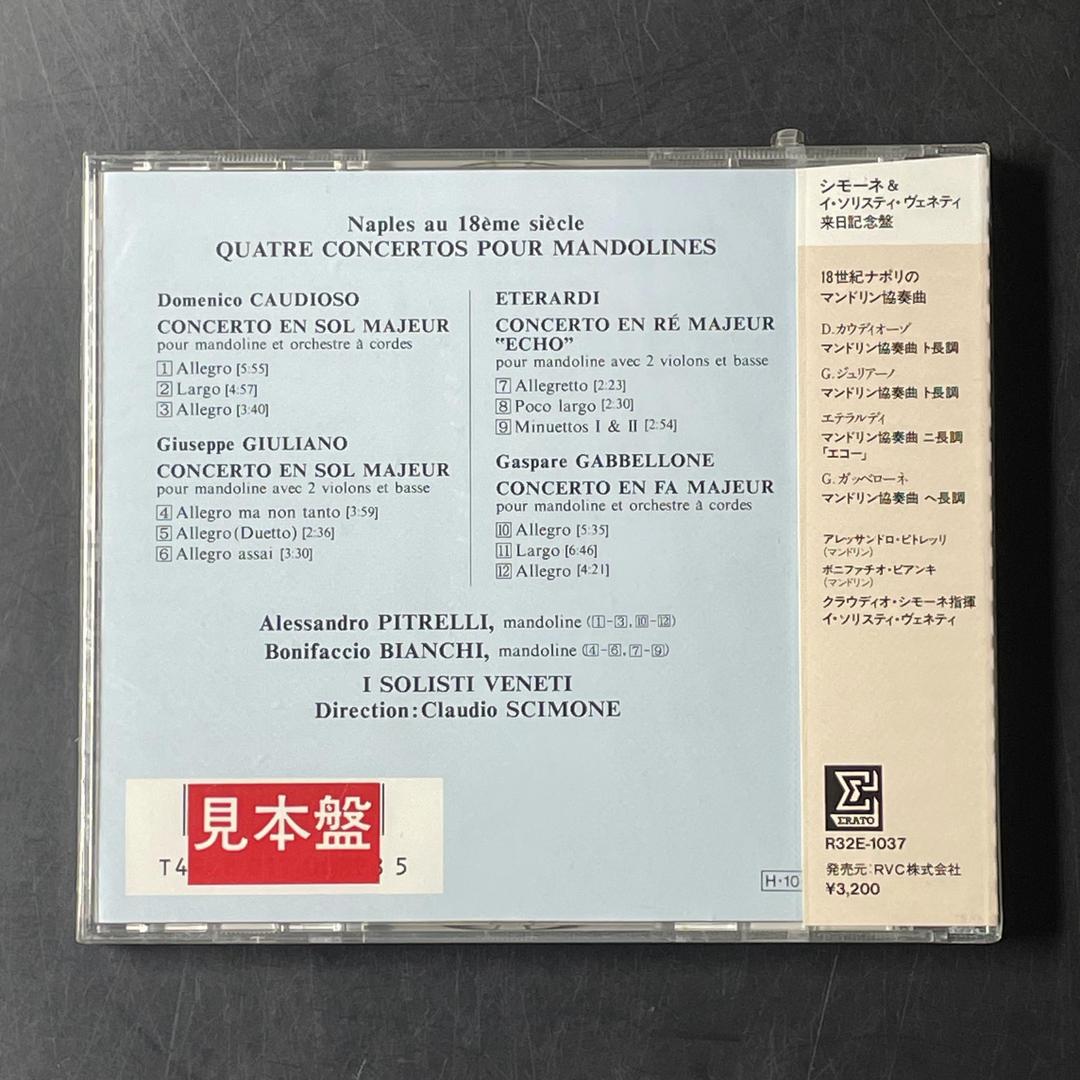 Naples au 18ème siècle
QUATRE CONCERTOS POUR MANDOLINES
Domenico CAUDIOSO
CONCERTO EN SOL MAJEUR
pour mandoline et orchestre à cordes
1 Allegro [5:55]
2 Largo [4:57]
3 Allegro [3:40]
Giuseppe GIULIANO
CONCERTO EN SOL MAJEUR
pour mandoline avec 2 violons et basse
4 Allegro ma non tanto [3:59]
5 Allegro (Duetto) [2:36]
6 Allegro assai [3:30]
ETERARDI
CONCERTO EN RÉ MAJEUR
"ECHO"
pour mandoline avec 2 violons et basse
7 Allegretto [2:23]
8 Poco largo [2:30]
9 Minuettos I & II [2:54]
Gaspare GABBELLONE
CONCERTO EN FA MAJEUR
pour mandoline et orchestre à cordes
10 Allegro [5:35]
11 Largo [6:46]
12 Allegro [4:21]
Alessandro PITRELLI, mandoline (1-3, 10-12)
Bonifaccio BIANCHI, mandoline (4-6, 7-9)
I SOLISTI VENETI
Direction: Claudio SCIMONE
見本盤
T4 5
H・10
シモーネ&
イ・ソリスティ・ヴェネティ
来日記念盤
18世紀ナポリの
マンドリン協奏曲
D.カウディオーゾ
マンドリン協奏曲 ト長調
G.ジュリアーノ
マンドリン協奏曲 ト長調
エテラルディ
マンドリン協奏曲 ニ長調
「エコー」
G.ガッベローネ
マンドリン協奏曲 ヘ長調
アレッサンドロ・ピトレッリ
(マンドリン)
ボニファチオ・ビアンキ
(マンドリン)
クラウディオ・シモーネ指揮
イ・ソリスティ・ヴェネティ
ERATO
R32E-1037
発売元:RVC株式会社
¥3,200